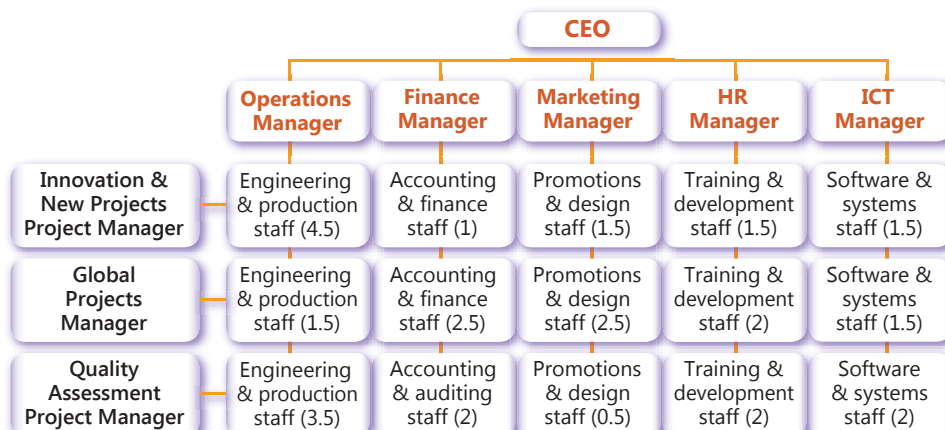 CEO
Operations
Manager
Finance
Manager
Marketing
Manager
HR
Manager
ICT
Manager
Innovation &
New Projects
Project Manager
Engineering
& production
staff (4.5)
Accounting
& finance
staff (1)
Promotions
& design
staff (1.5)
Training &
development
staff (1.5)
Software &
systems
staff (1.5)
Global
Projects
Manager
Engineering
& production
staff (1.5)
Accounting
& finance
staff (2.5)
Promotions
& design
staff (2.5)
Training &
development
staff (2)
Software &
systems
staff (1.5)
Quality
Assessment
Project Manager
Engineering
& production
staff (3.5)
Accounting
& auditing
staff (2)
Promotions
& design
staff (0.5)
Training &
development
staff (2)
Software
& systems
staff (2)